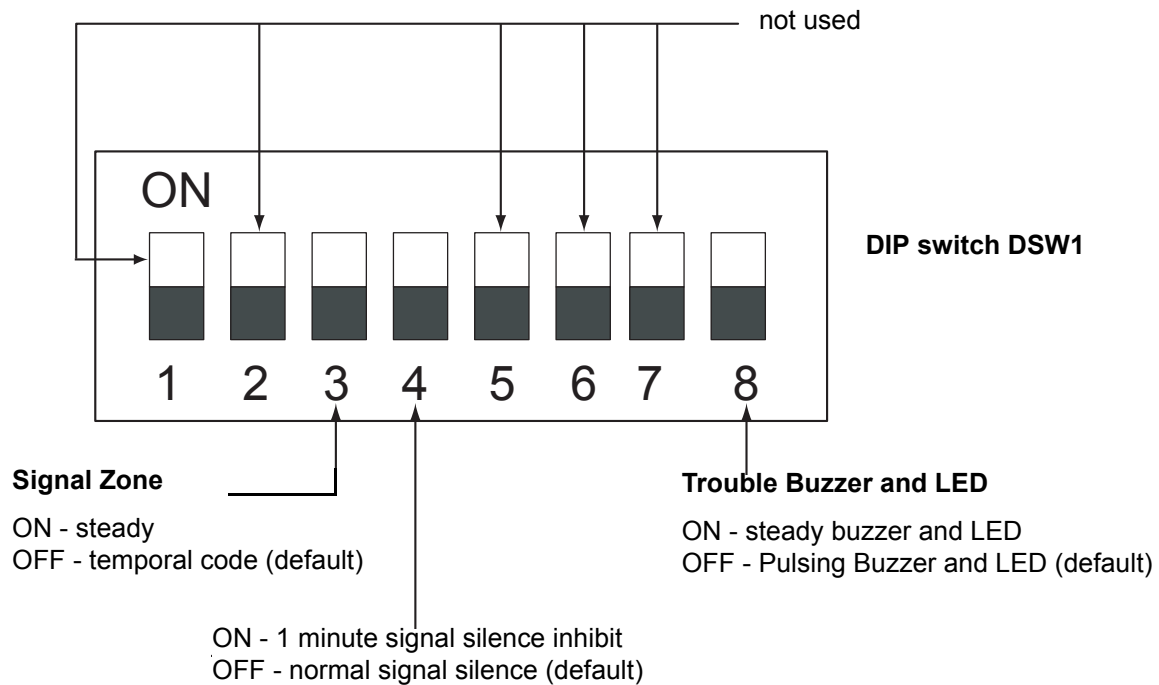 not used
ON
DIP switch DSW1
1 2 3 4 5 6 7 8
Signal Zone
ON - steady
OFF - temporal code (default)
Trouble Buzzer and LED
ON - steady buzzer and LED
OFF - Pulsing Buzzer and LED (default)
ON - 1 minute signal silence inhibit
OFF - normal signal silence (default)